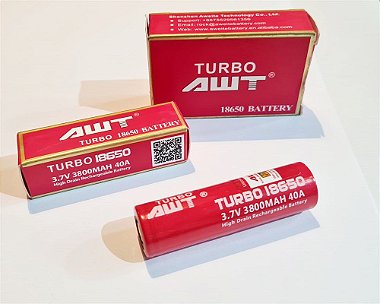 Shenzhen Awete Technology Co., Ltd.
TURBO
AWT
18650 BATTERY
AWT
TURBO 18650 BATTERY
TURBO 18650
3.7V 3800MAH 40A
High Drain Rechargeable Battery
TURBO
AWT
TURBO 18650
3.7V 3800MAH 40A
High Drain Rechargeable Battery